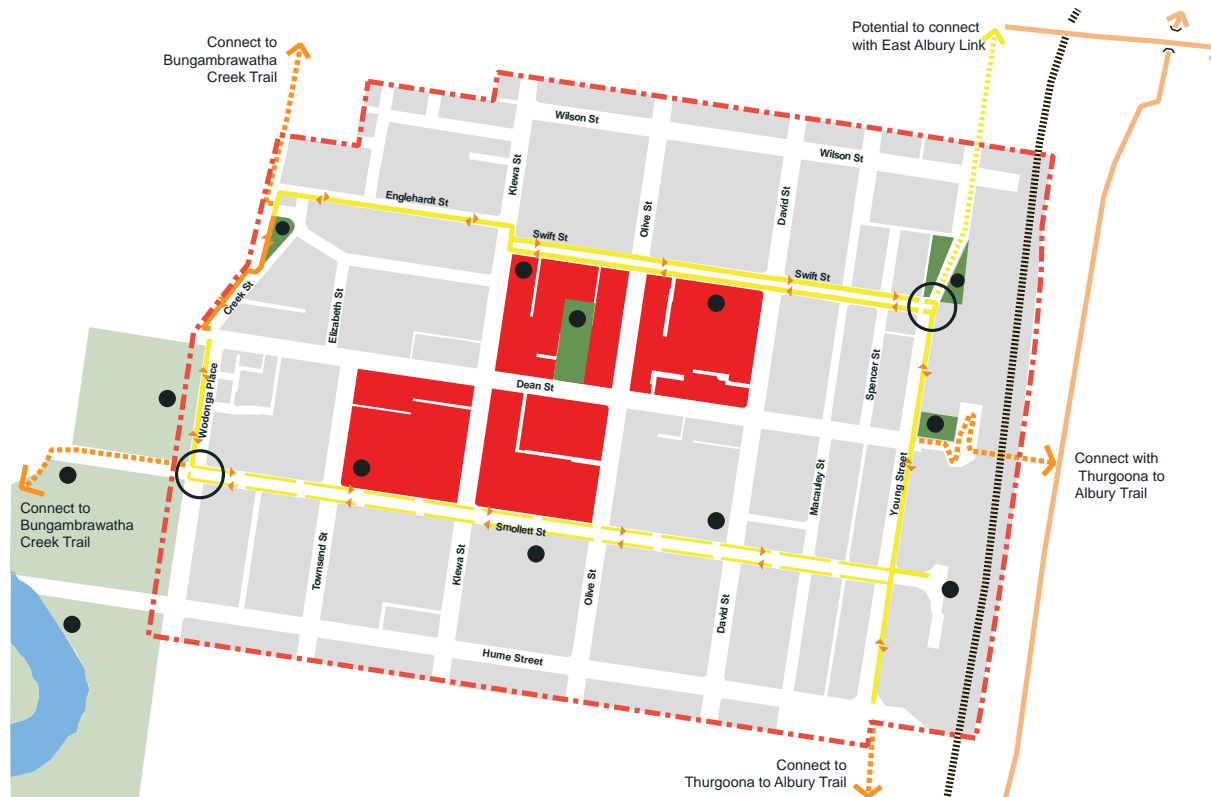 Potential to connect
with East Albury Link
Connect to
Bungambrawatha
Creek Trail
Wilson St
Wilson St
Klewa St
Englehardt St
Olive St
David St
Swift St
Swift St
Creek St
Elizabeth St
Wodonga Place
Dean St
Spencer St
Macauley St
Young Street
Connect with
Thurgoona to
Albury Trail
Connect to
Bungambrawatha
Creek Trail
Smollett St
Townsend St
Klewa St
Olive St
David St
Hume Street
Connect to
Thurgoona to Albury Trail